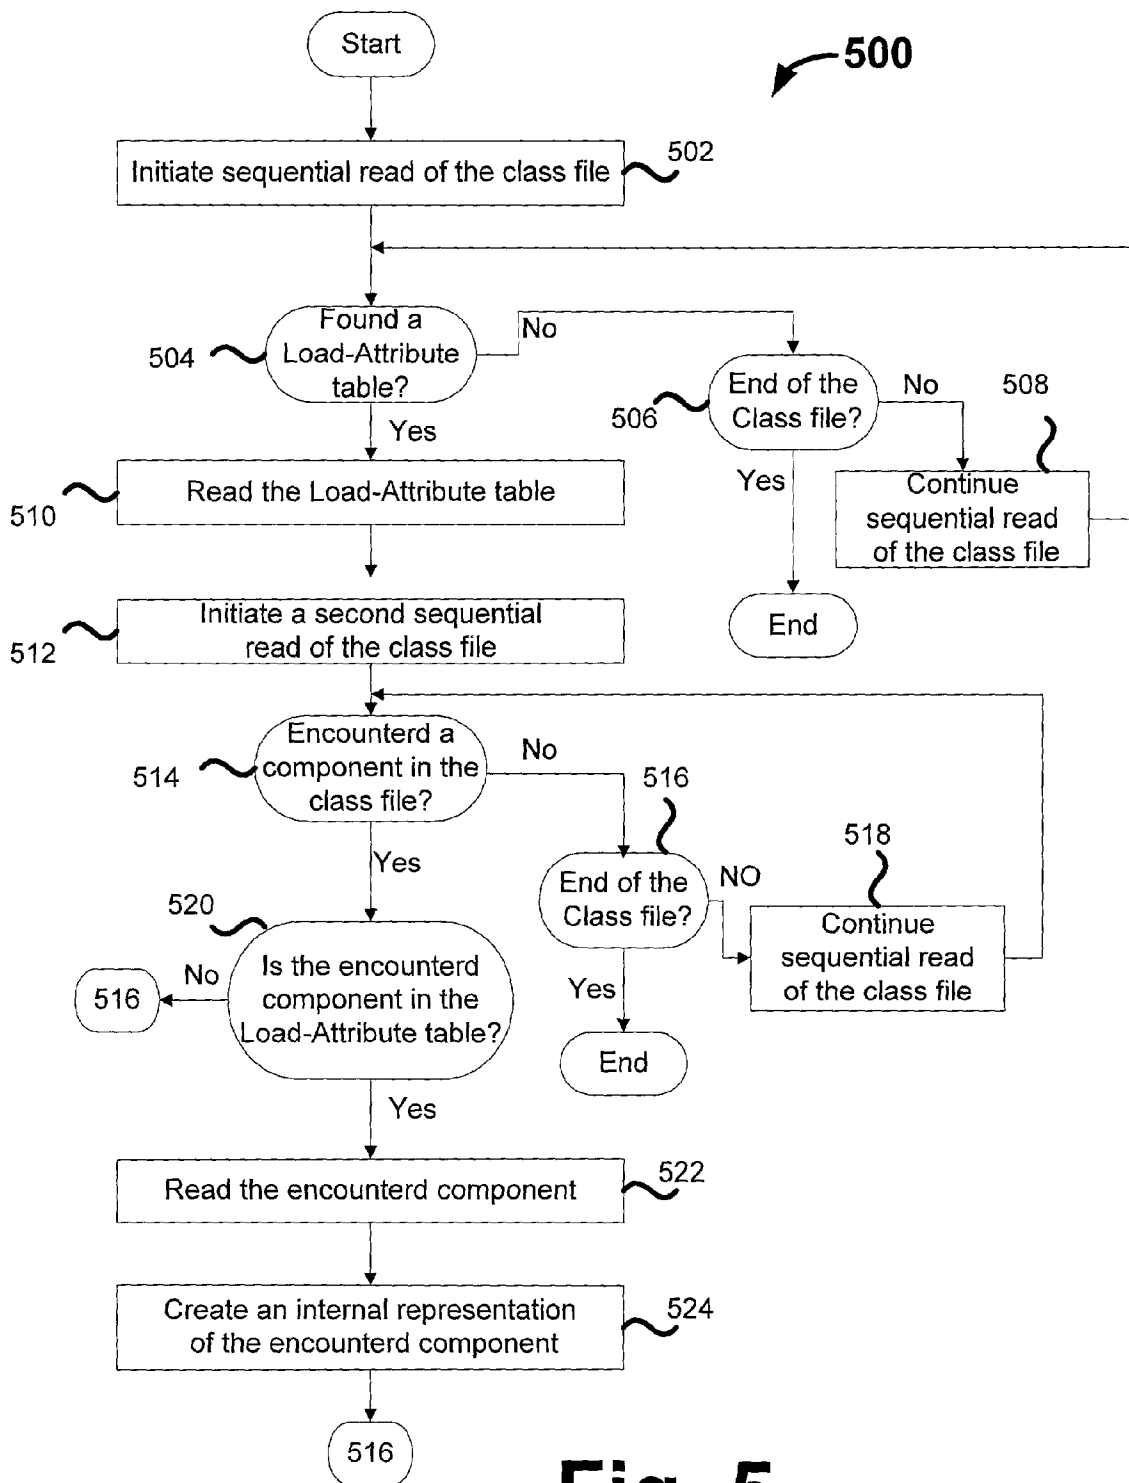 Start
500
Initiate sequential read of the class file
502
Found a
Load-Attribute
table?
504
No
End of the
Class file?
506
No
508
Yes
Yes
Read the Load-Attribute table
510
Continue
sequential read
of the class file
End
Initiate a second sequential
read of the class file
512
Encounterd a
component in the
class file?
514
No
516
518
Yes
End of the
Class file?
NO
Continue
sequential read
of the class file
520
Is the encounterd
component in the
Load-Attribute table?
No
516
Yes
End
Yes
Read the encounterd component
522
Create an internal representation
of the encounterd component
524
516
Fig. 5